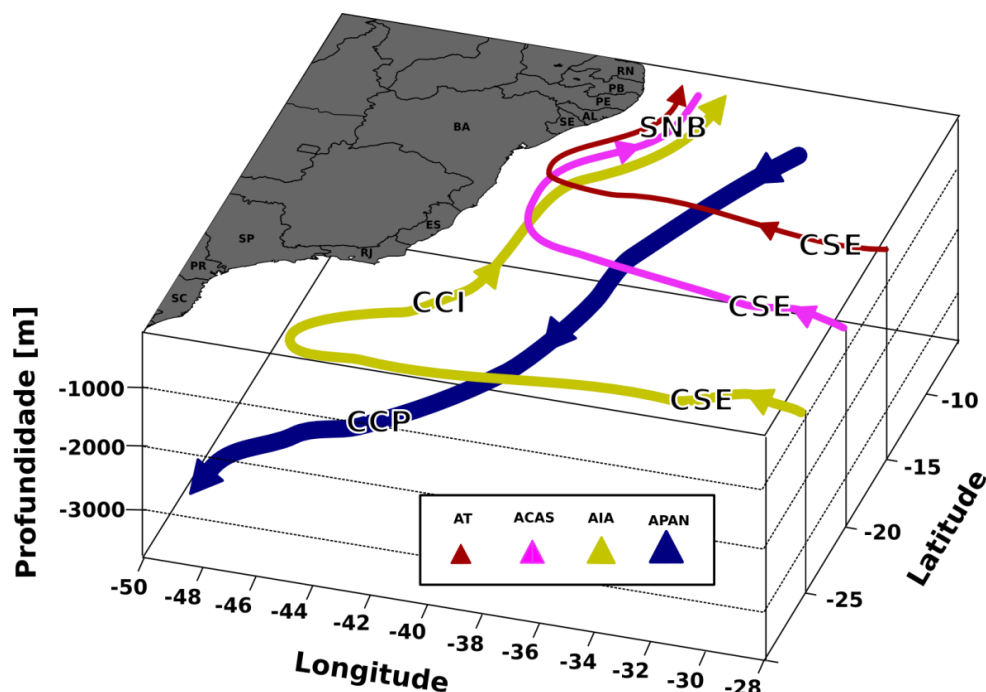 RN
PB
PE
AL
SE
BA
ES
RJ
SP
PR
SC
SNB
CSE
CSE
CSE
CCI
CCP
Profundidade [m]
-1000
-2000
-3000
-50
-48
-46
-44
-42
-40
-38
-36
-34
-32
-30
-28
Longitude
-10
-15
-20
-25
Latitude
AT ACAS AIA APAN